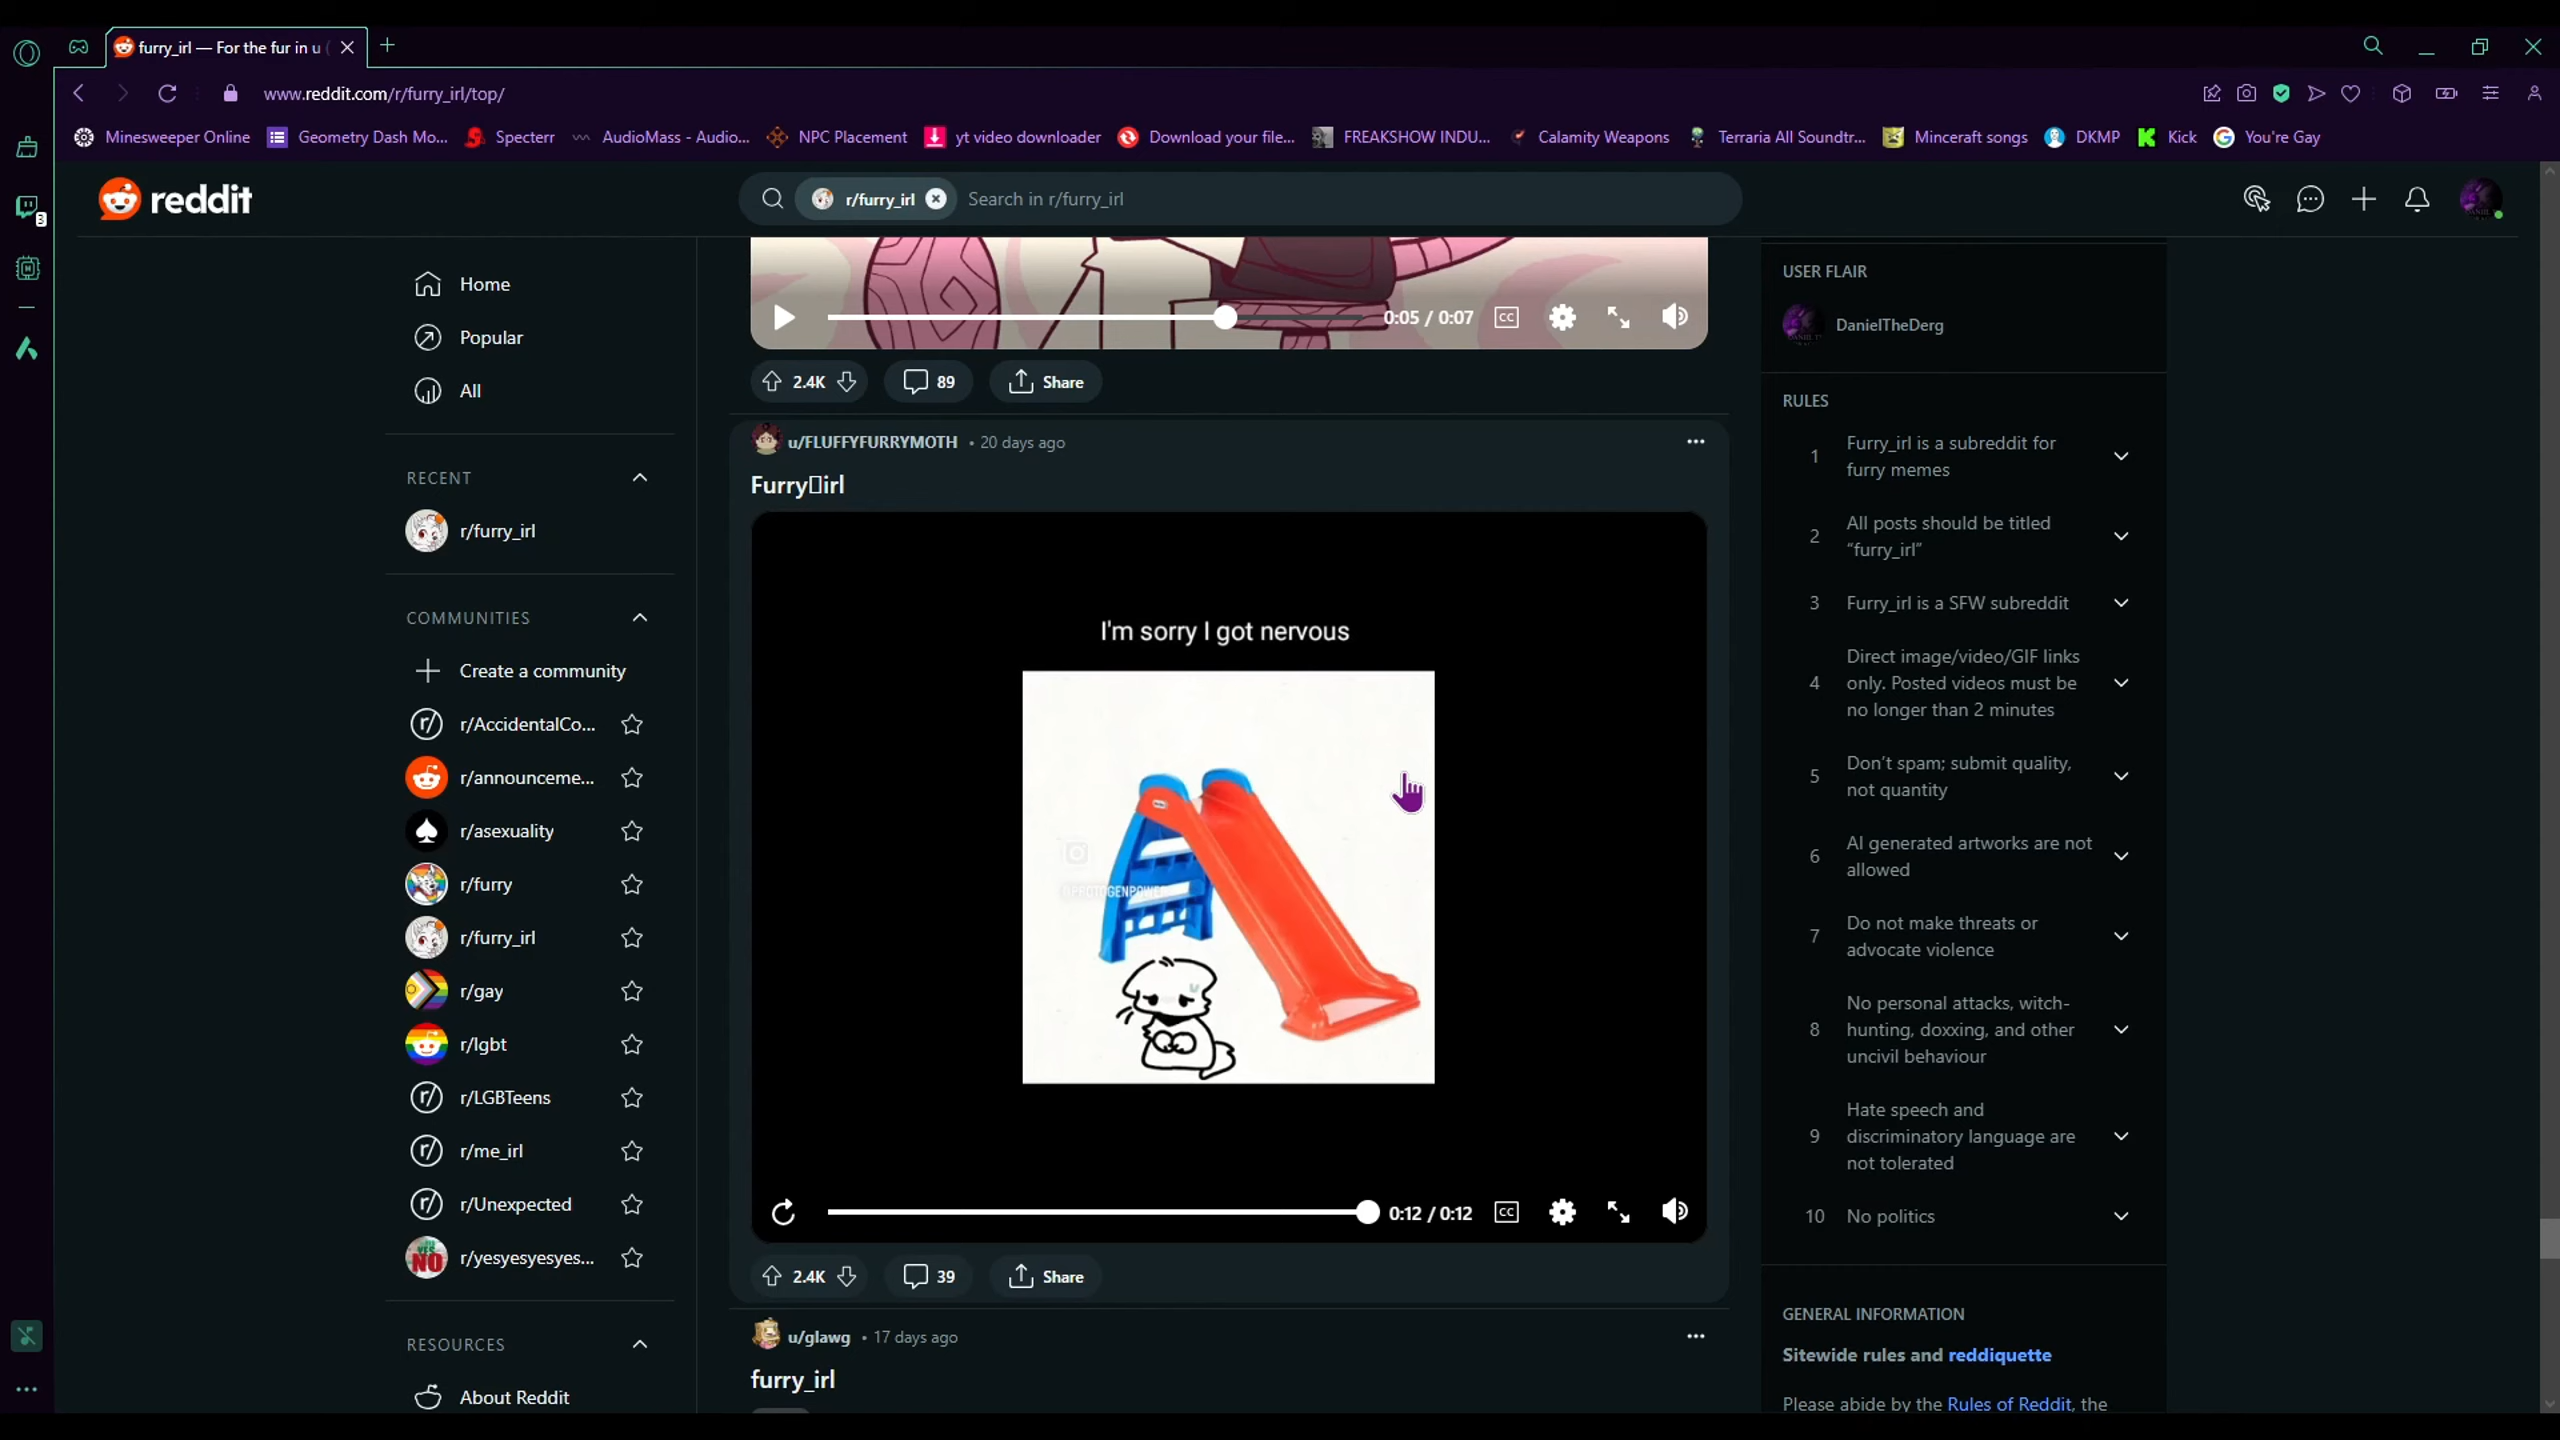 furry_irl — For the fur in u (
www.reddit.com/r/furry_irl/top/
Minesweeper Online
Geometry Dash Mo...
Specterr
AudioMass - Audio...
NPC Placement
yt video downloader
Download your file...
FREAKSHOW INDU...
Calamity Weapons
Terraria All Soundtr...
Minceraft songs
DKMP
Kick
You're Gay
3
reddit
r/furry_irl
Search in r/furry_irl
Home
Popular
All
RECENT
r/furry_irl
COMMUNITIES
Create a community
r/AccidentalCo...
r/announceme...
r/asexuality
r/furry
r/furry_irl
r/gay
r/lgbt
r/LGBTeens
r/me_irl
r/Unexpected
r/yesyesyesyes...
RESOURCES
About Reddit
0:05 / 0:07
CC
2.4K
89
Share
u/FLUFFYFURRYMOTH • 20 days ago
Furry▯irl
I'm sorry I got nervous
@PROTOGENPOWER
0:12 / 0:12
CC
2.4K
39
Share
u/glawg • 17 days ago
furry_irl
USER FLAIR
DanielTheDerg
RULES
1 Furry_irl is a subreddit for
furry memes
2 All posts should be titled
“furry_irl”
3 Furry_irl is a SFW subreddit
4 Direct image/video/GIF links
only. Posted videos must be
no longer than 2 minutes
5 Don’t spam; submit quality,
not quantity
6 AI generated artworks are not
allowed
7 Do not make threats or
advocate violence
8 No personal attacks, witch-
hunting, doxxing, and other
uncivil behaviour
9 Hate speech and
discriminatory language are
not tolerated
10 No politics
GENERAL INFORMATION
Sitewide rules and reddiquette
Please abide by the Rules of Reddit, the